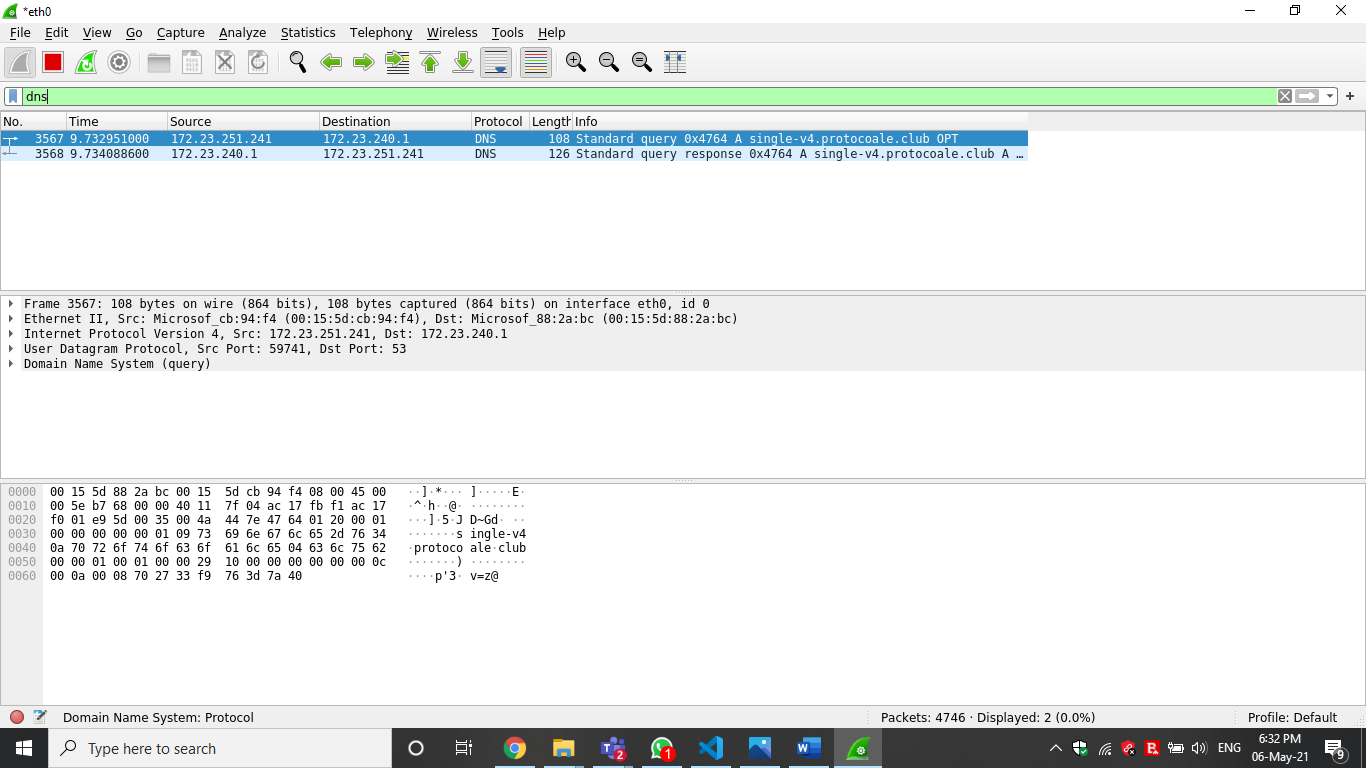 *eth0
File Edit View Go Capture Analyze Statistics Telephony Wireless Tools Help
dns
No. Time Source Destination Protocol Length Info
3567 9.732951000 172.23.251.241 172.23.240.1 DNS 108 Standard query 0x4764 A single-v4.protocoale.club OPT
3568 9.734088600 172.23.240.1 172.23.251.241 DNS 126 Standard query response 0x4764 A single-v4.protocoale.club A …
Frame 3567: 108 bytes on wire (864 bits), 108 bytes captured (864 bits) on interface eth0, id 0
Ethernet II, Src: Microsof_cb:94:f4 (00:15:5d:cb:94:f4), Dst: Microsof_88:2a:bc (00:15:5d:88:2a:bc)
Internet Protocol Version 4, Src: 172.23.251.241, Dst: 172.23.240.1
User Datagram Protocol, Src Port: 59741, Dst Port: 53
Domain Name System (query)
0000 00 15 5d 88 2a bc 00 15 5d cb 94 f4 08 00 45 00 ··]·*··· ]·····E·
0010 00 5e b7 68 00 00 40 11 7f 04 ac 17 fb f1 ac 17 ·^·h··@· ········
0020 f0 01 e9 5d 00 35 00 4a 44 7e 47 64 01 20 00 01 ···]·5·J D~Gd· ··
0030 00 00 00 00 00 01 09 73 69 6e 67 6c 65 2d 76 34 ·······s ingle-v4
0040 0a 70 72 6f 74 6f 63 6f 61 6c 65 04 63 6c 75 62 ·protoco ale·club
0050 00 00 01 00 01 00 00 29 10 00 00 00 00 00 00 0c ·······) ········
0060 00 0a 00 08 70 27 33 f9 76 3d 7a 40 ····p'3· v=z@
Domain Name System: Protocol Packets: 4746 · Displayed: 2 (0.0%) Profile: Default
Type here to search 2 1 ENG 6:32 PM
06-May-21 9